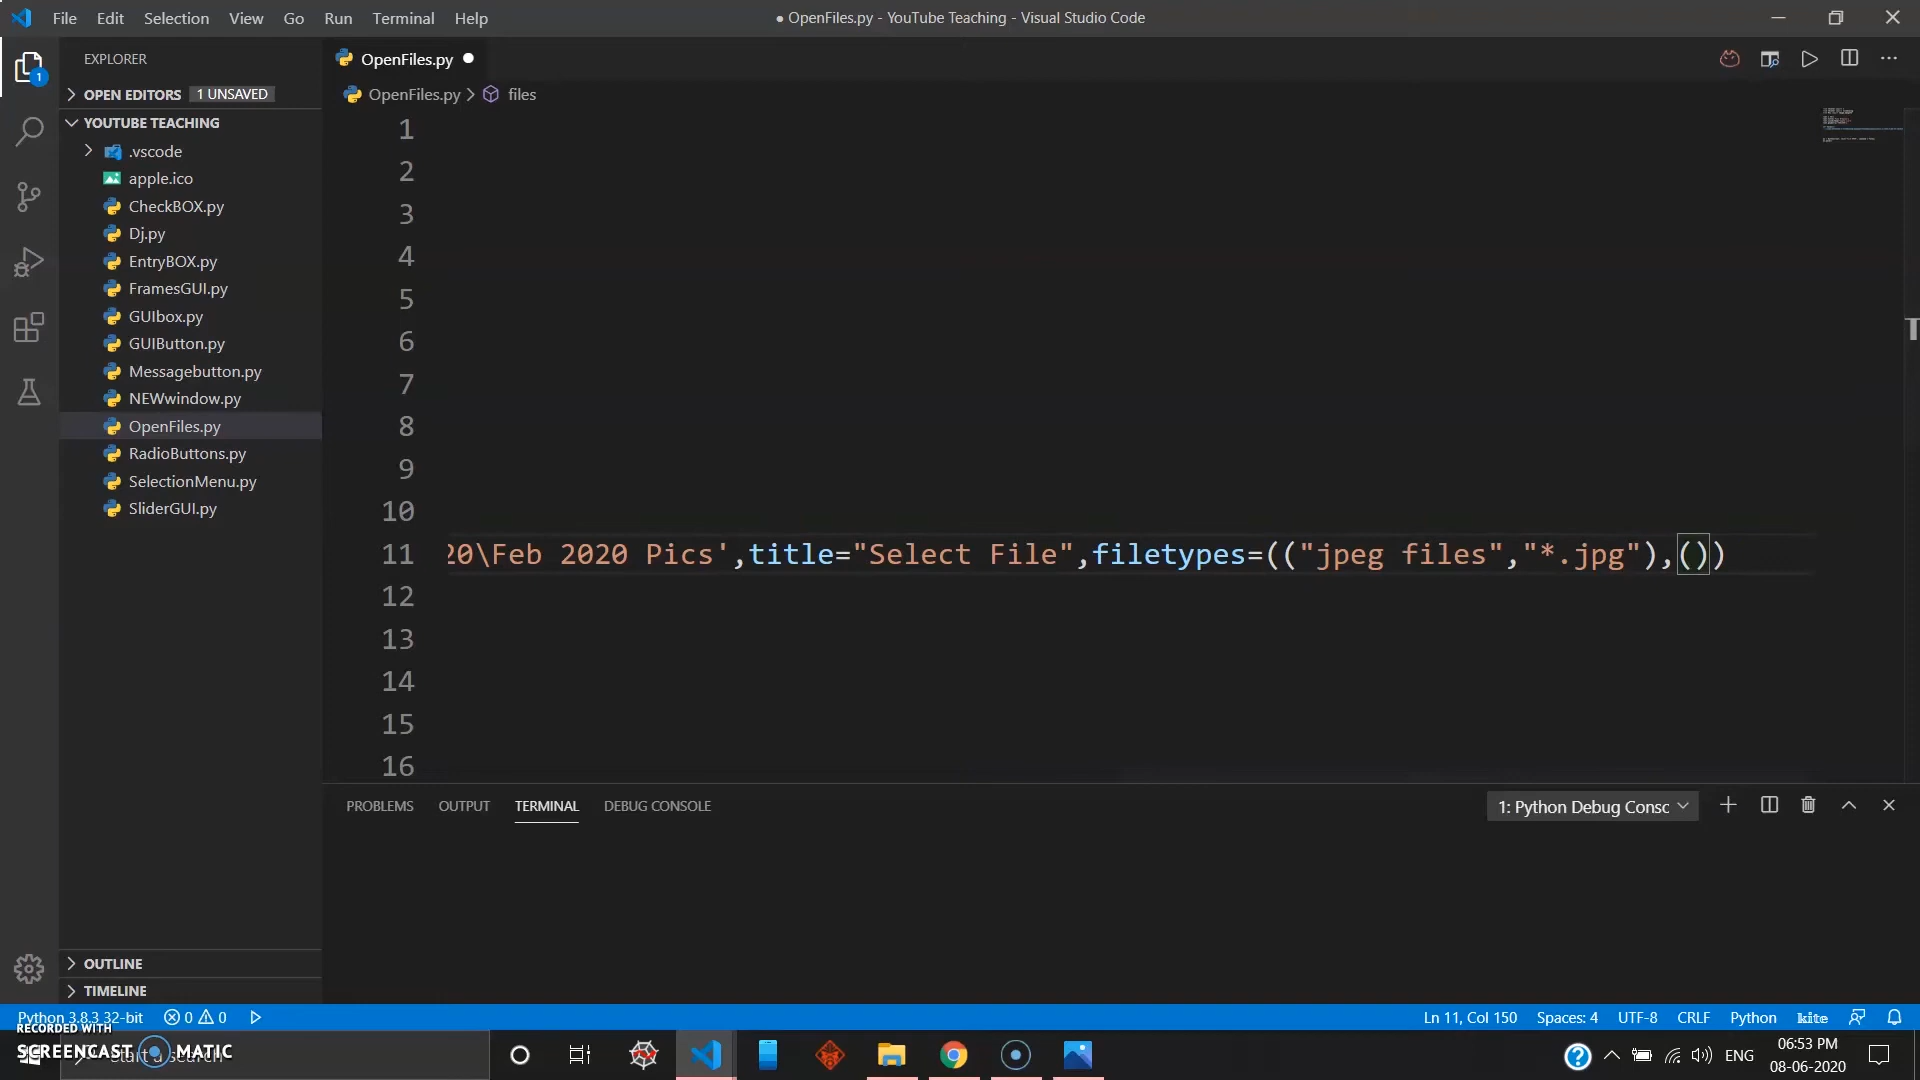 File Edit Selection View Go Run Terminal Help
● OpenFiles.py - YouTube Teaching - Visual Studio Code
EXPLORER
1
OPEN EDITORS 1 UNSAVED
YOUTUBE TEACHING
.vscode
apple.ico
CheckBOX.py
Dj.py
EntryBOX.py
FramesGUI.py
GUIbox.py
GUIButton.py
Messagebutton.py
NEWwindow.py
OpenFiles.py
RadioButtons.py
SelectionMenu.py
SliderGUI.py
OUTLINE
TIMELINE
OpenFiles.py
OpenFiles.py > files
1
2
3
4
5
6
7
8
9
10
11 20\Feb 2020 Pics',title="Select File",filetypes=(("jpeg files","*.jpg"),())
12
13
14
15
16
PROBLEMS OUTPUT TERMINAL DEBUG CONSOLE
1: Python Debug Consc
Python 3.8.3 32-bit 0 0
Ln 11, Col 150 Spaces: 4 UTF-8 CRLF Python kite
RECORDED WITH
SCREENCAST MATIC
ENG
06:53 PM
08-06-2020